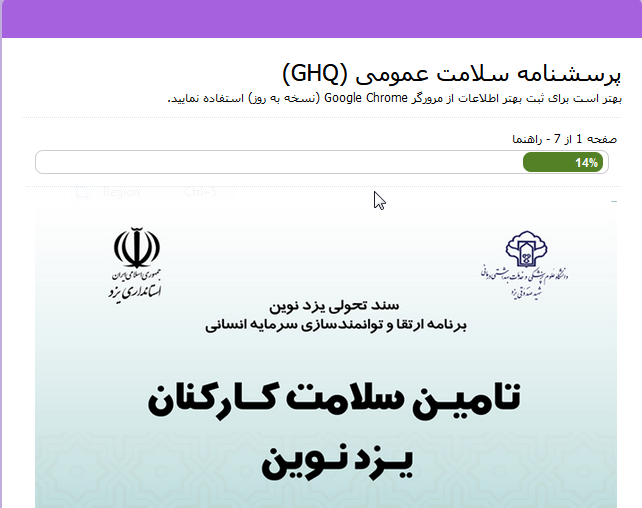 پرسشنامه سلامت عمومی (GHQ)
بهتر است برای ثبت بهتر اطلاعات از مرورگر Google Chrome (نسخه به روز) استفاده نمایید.
صفحه 1 از 7 - راهنما
14%
Region Ctrl+S
جمهوری اسلامی ایران
استانداری یزد
دانشگاه علوم پزشکی و خدمات بهداشتی درمانی
شهید صدوقی یزد
سند تحولی یزد نوین
برنامه ارتقا و توانمندسازی سرمایه انسانی
تامین سلامت کارکنان
یزد نوین